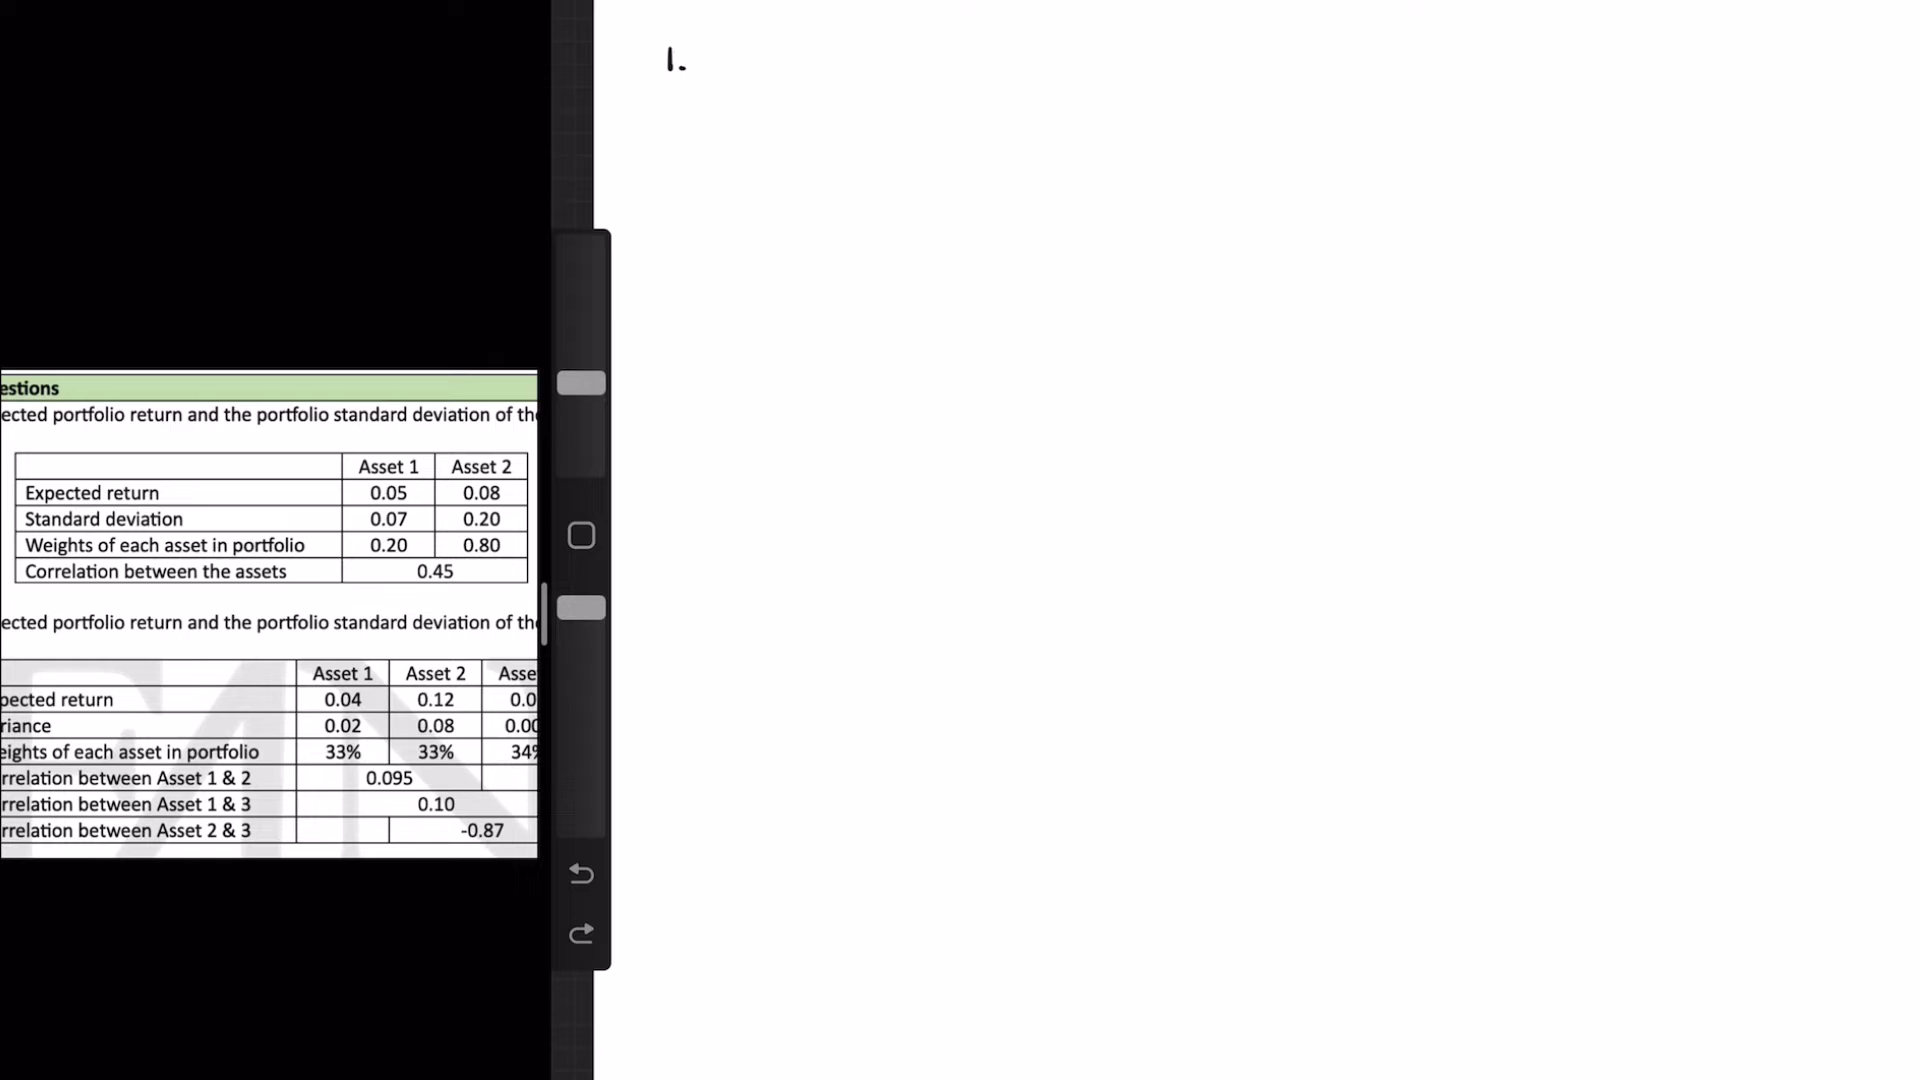 1.
estions
ected portfolio return and the portfolio standard deviation of th
Asset 1 Asset 2
Expected return 0.05 0.08
Standard deviation 0.07 0.20
Weights of each asset in portfolio 0.20 0.80
Correlation between the assets 0.45
ected portfolio return and the portfolio standard deviation of th
Asset 1 Asset 2 Asse
pected return 0.04 0.12 0.0
riance 0.02 0.08 0.00
eights of each asset in portfolio 33% 33% 34%
rrelation between Asset 1 & 2 0.095
rrelation between Asset 1 & 3 0.10
rrelation between Asset 2 & 3 -0.87